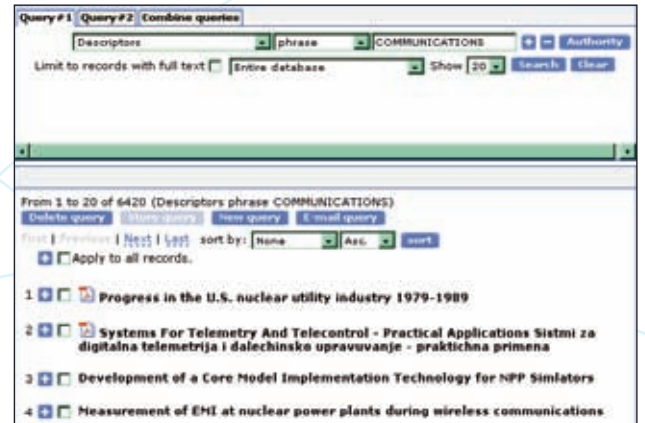 Query#1 Query#2 Combine queries
Descriptors phrase COMMUNICATIONS + - Authority
Limit to records with full text Entire database Show 20 Search Clear
From 1 to 20 of 6420 (Descriptors phrase COMMUNICATIONS)
Delete query Store query New query E-mail query
First | Previous | Next | Last sort by: None Asc. sort
Apply to all records.
1 Progress in the U.S. nuclear utility industry 1979-1989
2 Systems For Telemetry And Telecontrol - Practical Applications Sistmi za
digitalna telemetrija i dalechinsko upravuvanje - praktichna primena
3 Development of a Core Model Implementation Technology for NPP Simlators
4 Measurement of EMI at nuclear power plants during wireless communications